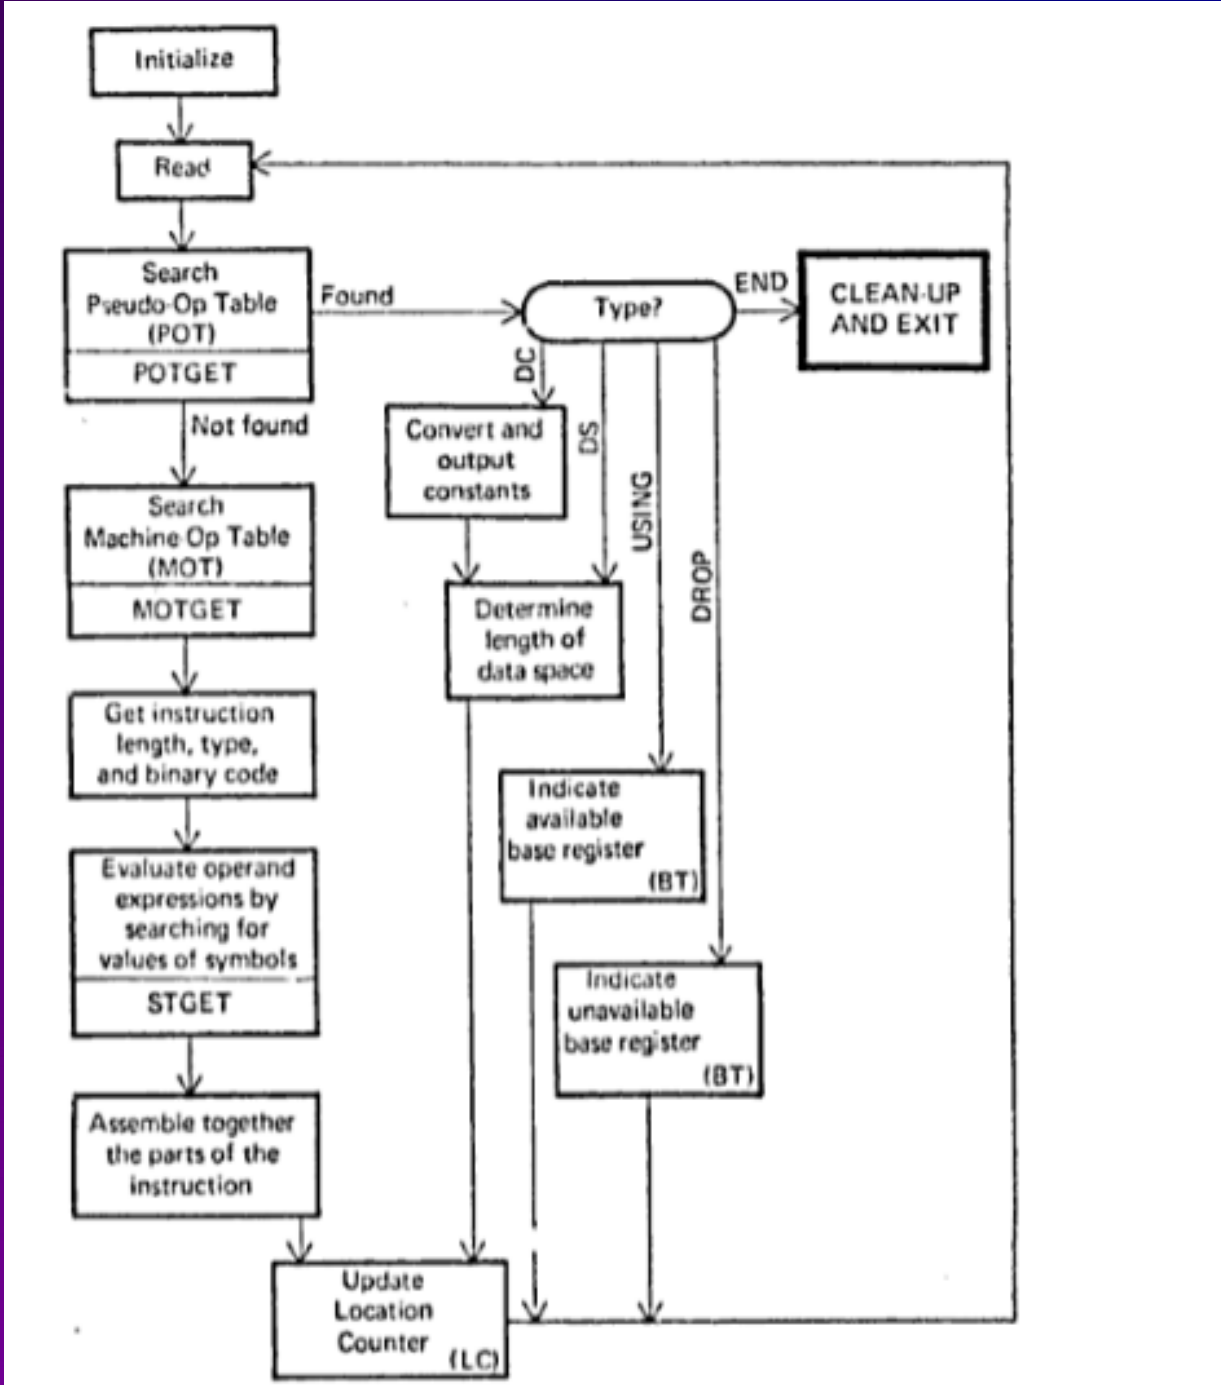 Initialize
Read
Search
Pseudo-Op Table
(POT)
POTGET
Found
Type?
END
CLEAN-UP
AND EXIT
Not found
DC
DS
USING
DROP
Convert and
output
constants
Search
Machine-Op Table
(MOT)
MOTGET
Determine
length of
data space
Get instruction
length, type,
and binary code
Indicate
available
base register
(BT)
Evaluate operand
expressions by
searching for
values of symbols
STGET
Indicate
unavailable
base register
(BT)
Assemble together
the parts of the
instruction
Update
Location
Counter
(LC)